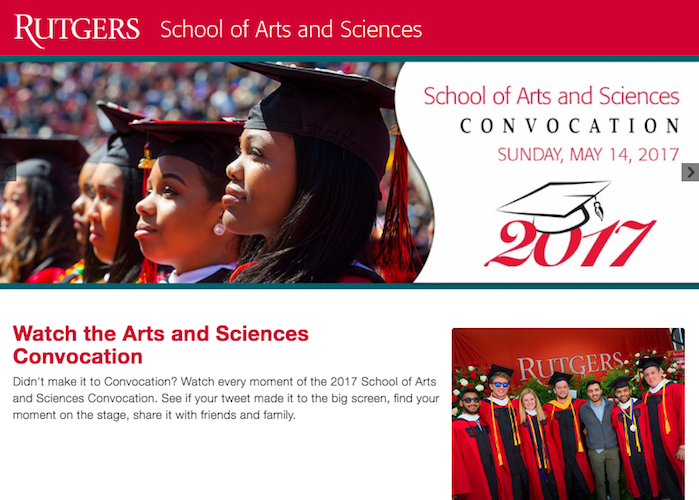 RUTGERS School of Arts and Sciences
School of Arts and Sciences
CONVOCATION
SUNDAY, MAY 14, 2017
2017
Watch the Arts and Sciences
Convocation
Didn't make it to Convocation? Watch every moment of the 2017 School of Arts
and Sciences Convocation. See if your tweet made it to the big screen, find your
moment on the stage, share it with friends and family.
RUTGERS